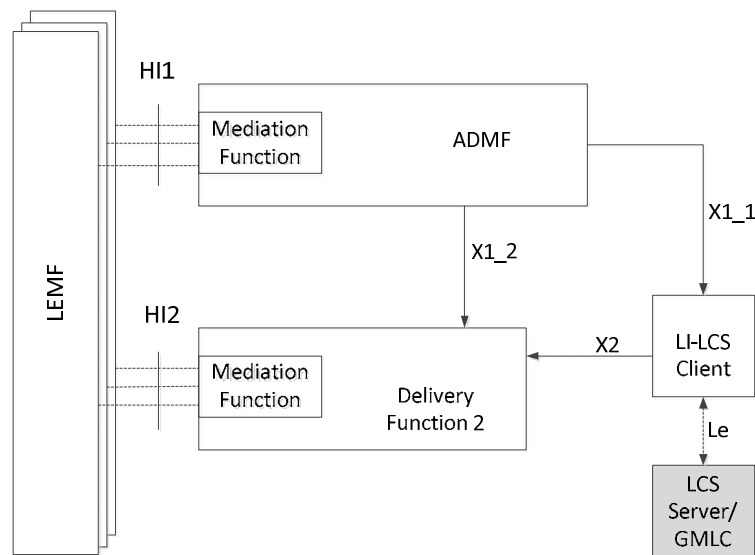 HI1
Mediation
Function
ADMF
X1_1
X1_2
LEMF
HI2
Mediation
Function
Delivery
Function 2
X2
LI-LCS
Client
Le
LCS
Server/
GMLC